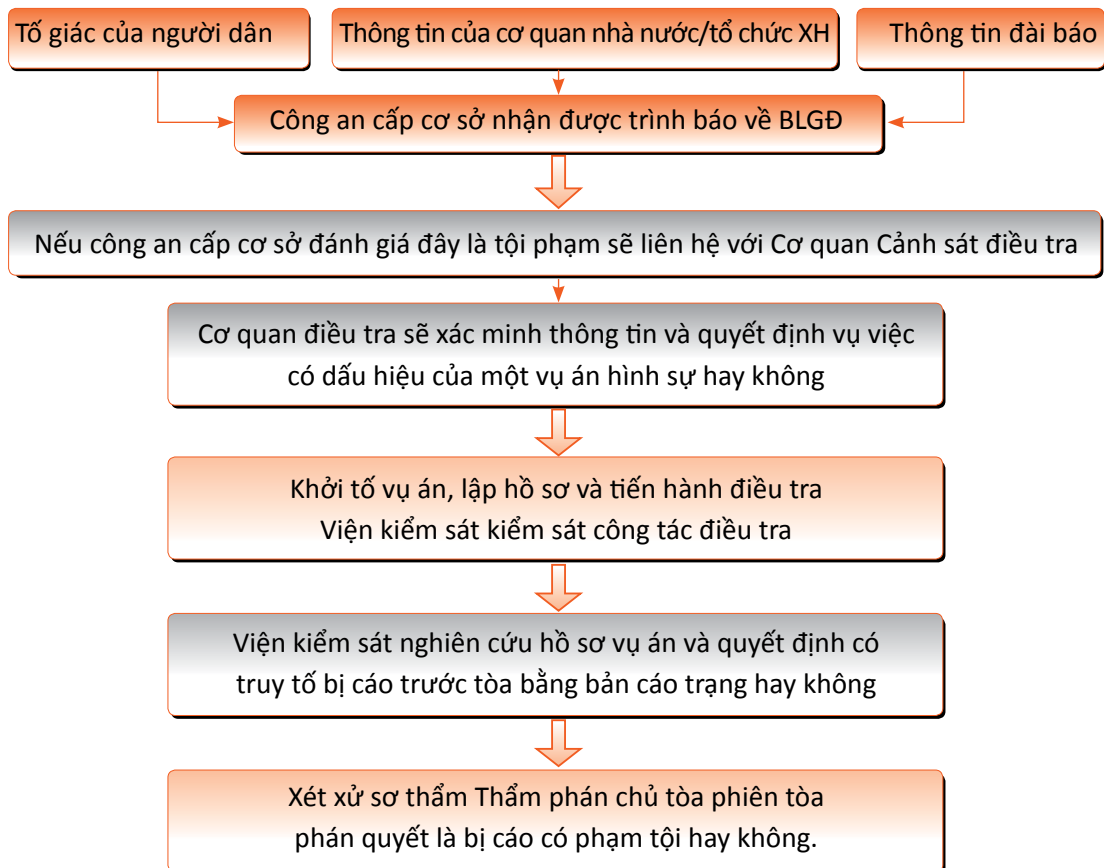 Tố giác của người dân
Thông tin của cơ quan nhà nước/tổ chức XH
Thông tin đài báo
Công an cấp cơ sở nhận được trình báo về BLGĐ
Nếu công an cấp cơ sở đánh giá đây là tội phạm sẽ liên hệ với Cơ quan Cảnh sát điều tra
Cơ quan điều tra sẽ xác minh thông tin và quyết định vụ việc
có dấu hiệu của một vụ án hình sự hay không
Khởi tố vụ án, lập hồ sơ và tiến hành điều tra
Viện kiểm sát kiểm sát công tác điều tra
Viện kiểm sát nghiên cứu hồ sơ vụ án và quyết định có
truy tố bị cáo trước tòa bằng bản cáo trạng hay không
Xét xử sơ thẩm Thẩm phán chủ tòa phiên tòa
phán quyết là bị cáo có phạm tội hay không.